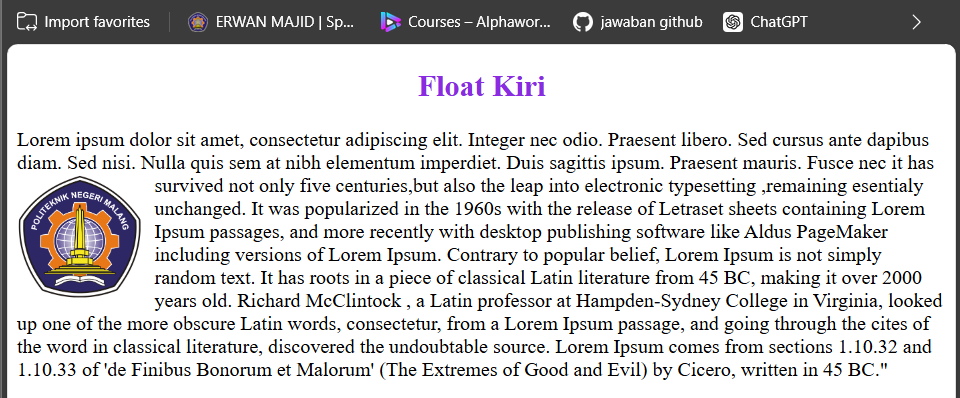 Import favorites
ERWAN MAJID | Sp...
Courses – Alphawor...
jawaban github
ChatGPT
Float Kiri
Lorem ipsum dolor sit amet, consectetur adipiscing elit. Integer nec odio. Praesent libero. Sed cursus ante dapibus
diam. Sed nisi. Nulla quis sem at nibh elementum imperdiet. Duis sagittis ipsum. Praesent mauris. Fusce nec it has
POLITEKNIK NEGERI MALANG
survived not only five centuries,but also the leap into electronic typesetting ,remaining esentialy
unchanged. It was popularized in the 1960s with the release of Letraset sheets containing Lorem
Ipsum passages, and more recently with desktop publishing software like Aldus PageMaker
including versions of Lorem Ipsum. Contrary to popular belief, Lorem Ipsum is not simply
random text. It has roots in a piece of classical Latin literature from 45 BC, making it over 2000
years old. Richard McClintock , a Latin professor at Hampden-Sydney College in Virginia, looked
up one of the more obscure Latin words, consectetur, from a Lorem Ipsum passage, and going through the cites of
the word in classical literature, discovered the undoubtable source. Lorem Ipsum comes from sections 1.10.32 and
1.10.33 of 'de Finibus Bonorum et Malorum' (The Extremes of Good and Evil) by Cicero, written in 45 BC."